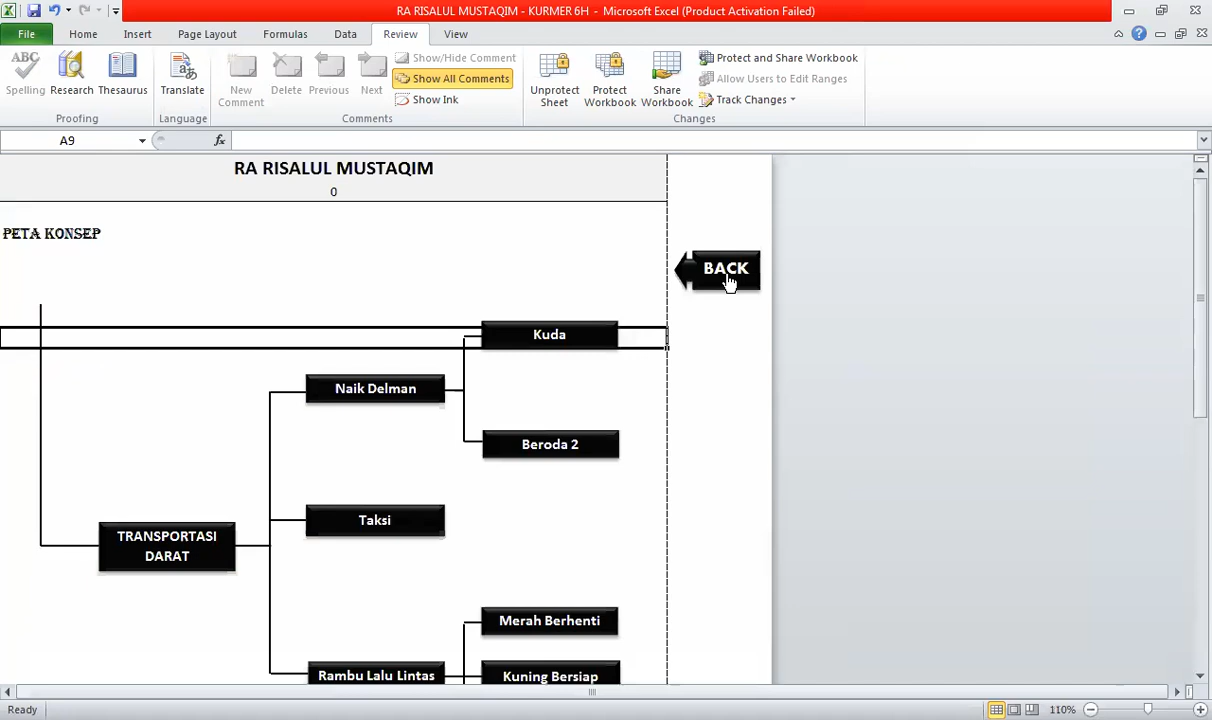 RA RISALUL MUSTAQIM - KURMER 6H - Microsoft Excel (Product Activation Failed)
File Home Insert Page Layout Formulas Data Review View
ABC
Spelling Research Thesaurus
Proofing
Translate
Language
New Comment
Delete
Previous
Next
Show/Hide Comment
Show All Comments
Show Ink
Comments
Unprotect Sheet
Protect Workbook
Share Workbook
Protect and Share Workbook
Allow Users to Edit Ranges
Track Changes
Changes
A9
fx
RA RISALUL MUSTAQIM
0
PETA KONSEP
BACK
Kuda
Naik Delman
Beroda 2
Taksi
TRANSPORTASI
DARAT
Merah Berhenti
Rambu Lalu Lintas
Kuning Bersiap
Ready
110%